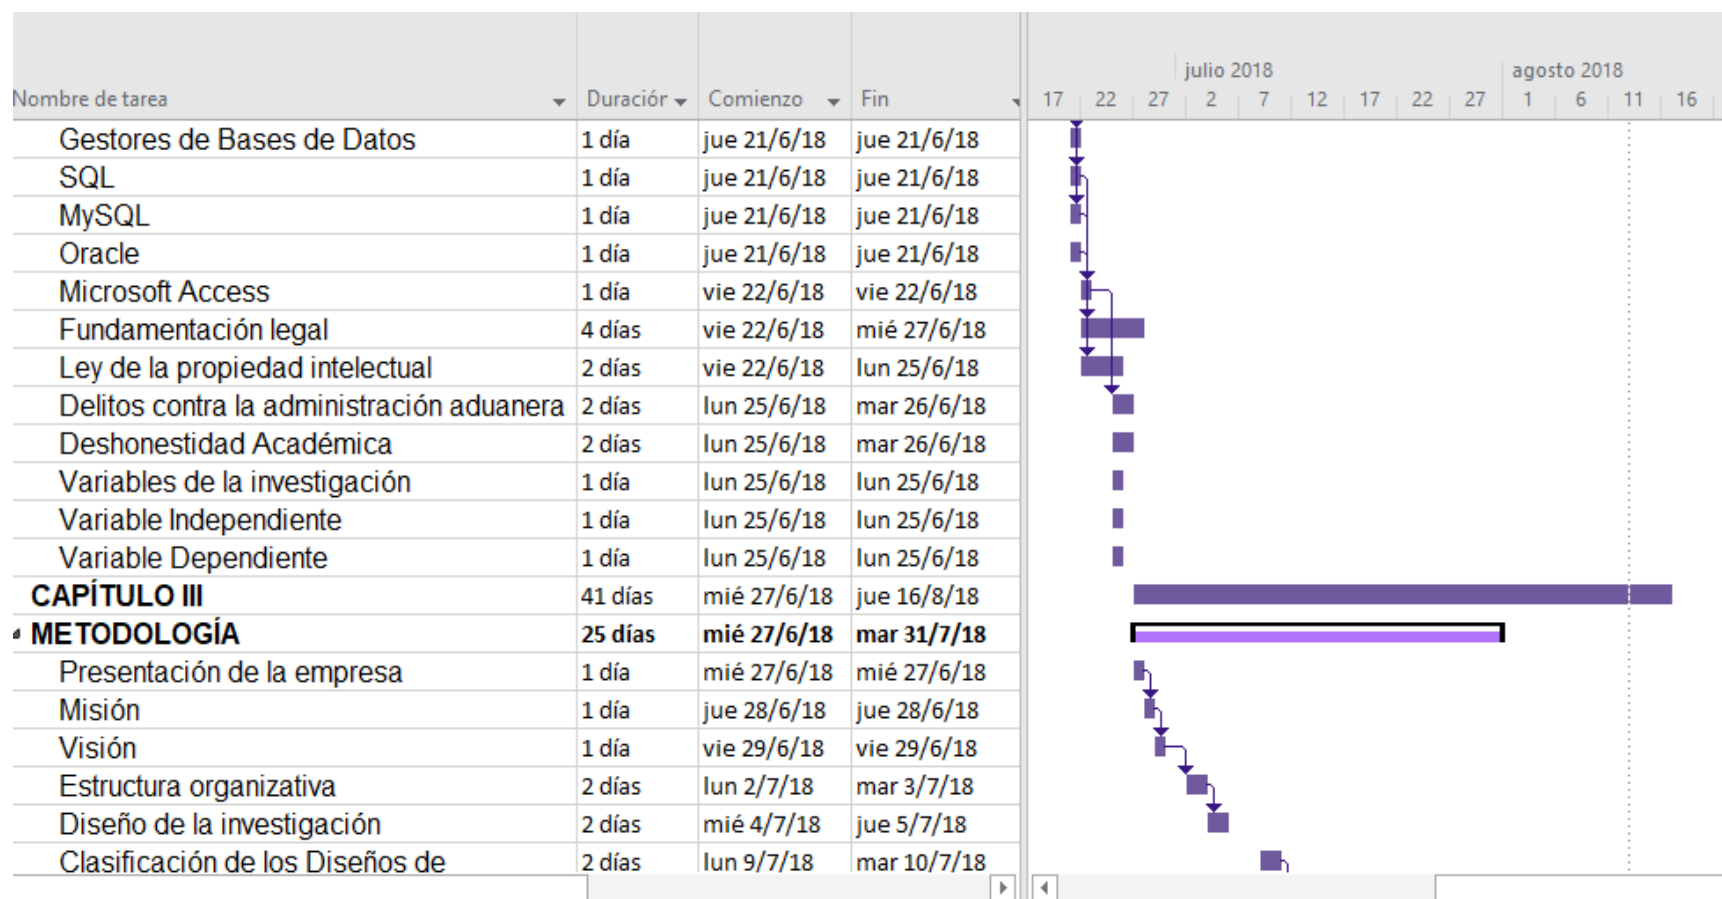 julio 2018 agosto 2018
Nombre de tarea Duración Comienzo Fin 17 22 27 2 7 12 17 22 27 1 6 11 16
Gestores de Bases de Datos 1 día jue 21/6/18 jue 21/6/18
SQL 1 día jue 21/6/18 jue 21/6/18
MySQL 1 día jue 21/6/18 jue 21/6/18
Oracle 1 día jue 21/6/18 jue 21/6/18
Microsoft Access 1 día vie 22/6/18 vie 22/6/18
Fundamentación legal 4 días vie 22/6/18 mié 27/6/18
Ley de la propiedad intelectual 2 días vie 22/6/18 lun 25/6/18
Delitos contra la administración aduanera 2 días lun 25/6/18 mar 26/6/18
Deshonestidad Académica 2 días lun 25/6/18 mar 26/6/18
Variables de la investigación 1 día lun 25/6/18 lun 25/6/18
Variable Independiente 1 día lun 25/6/18 lun 25/6/18
Variable Dependiente 1 día lun 25/6/18 lun 25/6/18
CAPÍTULO III 41 días mié 27/6/18 jue 16/8/18
METODOLOGÍA 25 días mié 27/6/18 mar 31/7/18
Presentación de la empresa 1 día mié 27/6/18 mié 27/6/18
Misión 1 día jue 28/6/18 jue 28/6/18
Visión 1 día vie 29/6/18 vie 29/6/18
Estructura organizativa 2 días lun 2/7/18 mar 3/7/18
Diseño de la investigación 2 días mié 4/7/18 jue 5/7/18
Clasificación de los Diseños de 2 días lun 9/7/18 mar 10/7/18